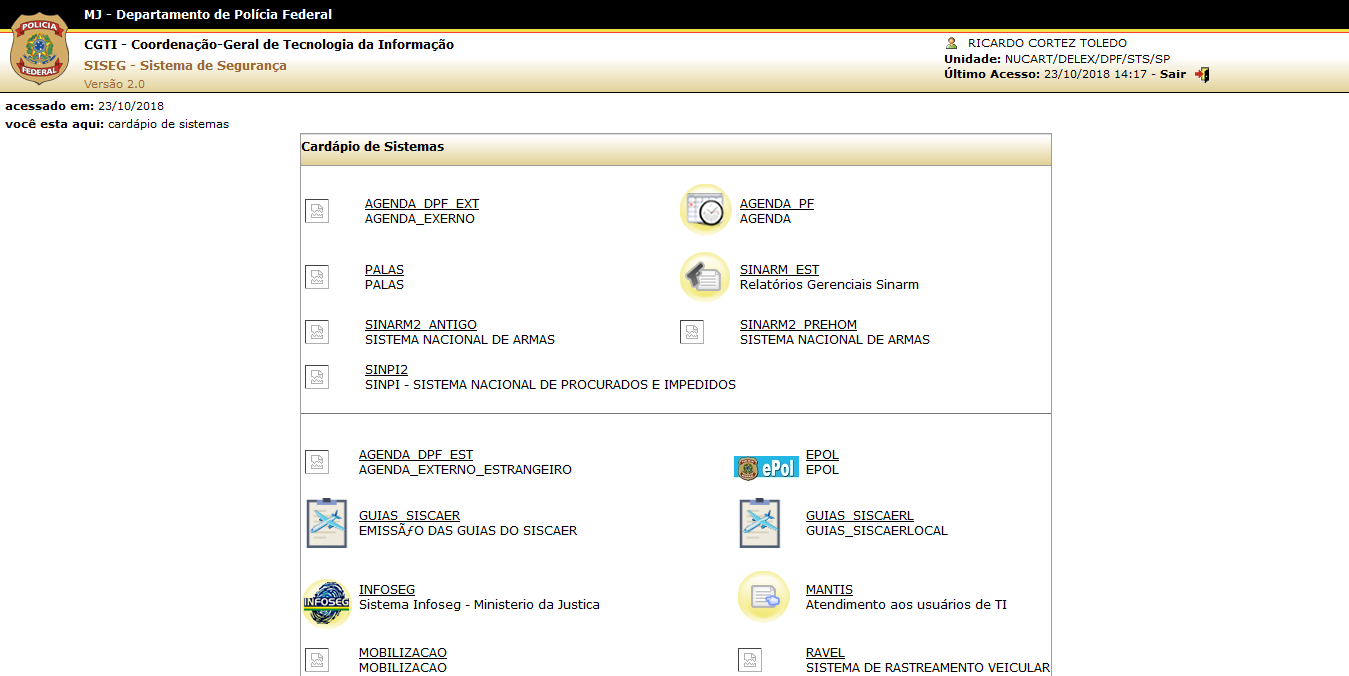 MJ - Departamento de Polícia Federal
CGTI - Coordenação-Geral de Tecnologia da Informação
SISEG - Sistema de Segurança
Versão 2.0
POLICIA
FEDERAL
RICARDO CORTEZ TOLEDO
Unidade: NUCART/DELEX/DPF/STS/SP
Último Acesso: 23/10/2018 14:17 - Sair
acessado em: 23/10/2018
você esta aqui: cardápio de sistemas
Cardápio de Sistemas
AGENDA_DPF_EXT
AGENDA_EXERNO
AGENDA_PF
AGENDA
PALAS
PALAS
SINARM_EST
Relatórios Gerenciais Sinarm
SINARM2_ANTIGO
SISTEMA NACIONAL DE ARMAS
SINARM2_PREHOM
SISTEMA NACIONAL DE ARMAS
SINPI2
SINPI - SISTEMA NACIONAL DE PROCURADOS E IMPEDIDOS
AGENDA_DPF_EST
AGENDA_EXTERNO_ESTRANGEIRO
ePol
EPOL
EPOL
GUIAS_SISCAER
EMISSÃƒO DAS GUIAS DO SISCAER
GUIAS_SISCAERL
GUIAS_SISCAERLOCAL
INFOSEG
INFOSEG
Sistema Infoseg - Ministerio da Justica
MANTIS
Atendimento aos usuários de TI
MOBILIZACAO
MOBILIZACAO
RAVEL
SISTEMA DE RASTREAMENTO VEICULAR